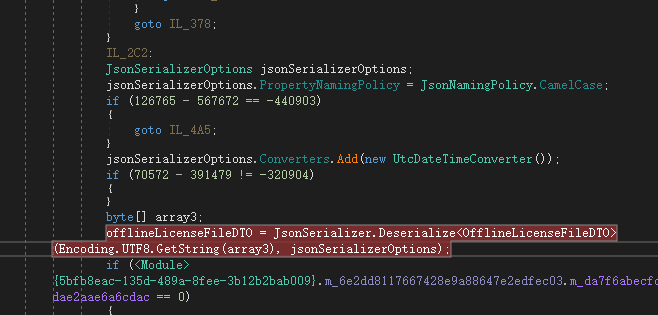 }
goto IL_378;
}
IL_2C2:
JsonSerializerOptions jsonSerializerOptions;
jsonSerializerOptions.PropertyNamingPolicy = JsonNamingPolicy.CamelCase;
if (126765 - 567672 == -440903)
{
goto IL_4A5;
}
jsonSerializerOptions.Converters.Add(new UtcDateTimeConverter());
if (70572 - 391479 != -320904)
{
}
byte[] array3;
offlineLicenseFileDTO = JsonSerializer.Deserialize<OfflineLicenseFileDTO>
(Encoding.UTF8.GetString(array3), jsonSerializerOptions);
if (<Module>
{5bfb8eac-135d-489a-8fee-3b12b2bab009}.m_6e2dd8117667428e9a88647e2edfec03.m_da7f6abecfc
dae2aae6a6cdac == 0)
{